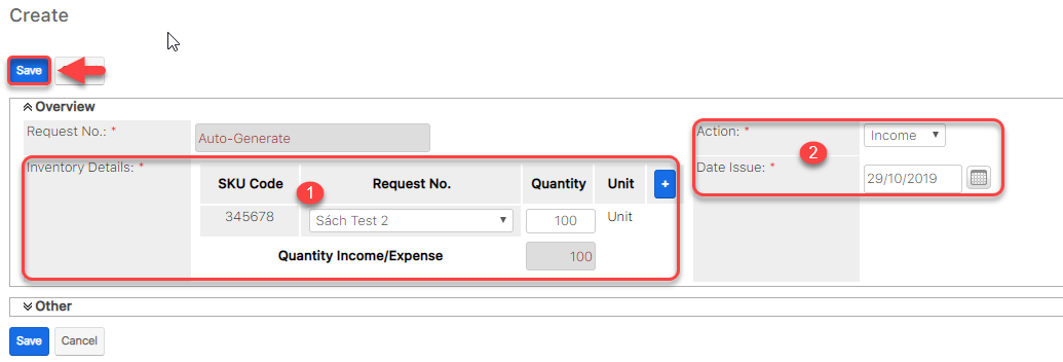 Create
Save
Overview
Request No.: * Auto-Generate Action: * Income
Inventory Details: * Date Issue: * 29/10/2019
SKU Code Request No. Quantity Unit +
345678 Sách Test 2 100 Unit
Quantity Income/Expense 100
1
2
Other
Save Cancel